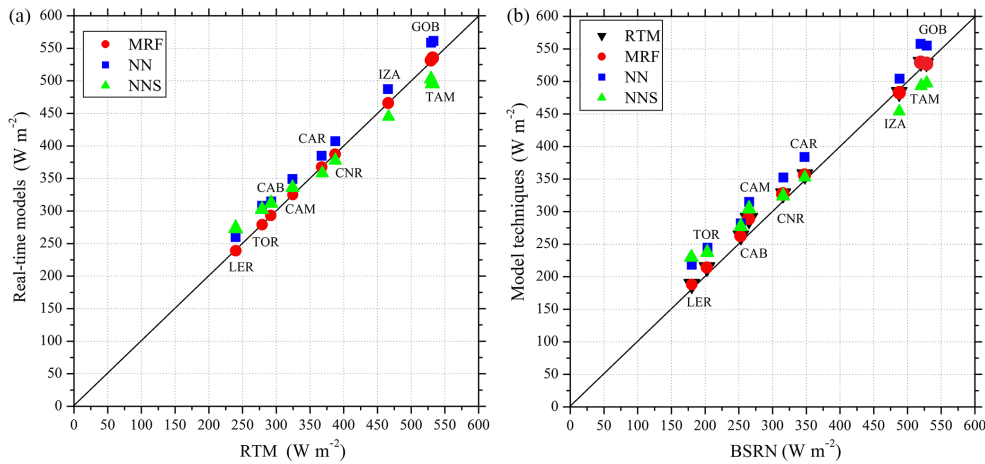 (a)
Real-time models (W m-2)
600
550
500
450
400
350
300
250
200
150
100
50
0
MRF
NN
NNS
GOB
TAM
IZA
CAR
CNR
CAB
CAM
TOR
LER
0 50 100 150 200 250 300 350 400 450 500 550 600
RTM (W m-2)
(b)
Model techniques (W m-2)
600
550
500
450
400
350
300
250
200
150
100
50
0
RTM
MRF
NN
NNS
GOB
TAM
IZA
CAR
CNR
CAM
CAB
TOR
LER
0 50 100 150 200 250 300 350 400 450 500 550 600
BSRN (W m-2)